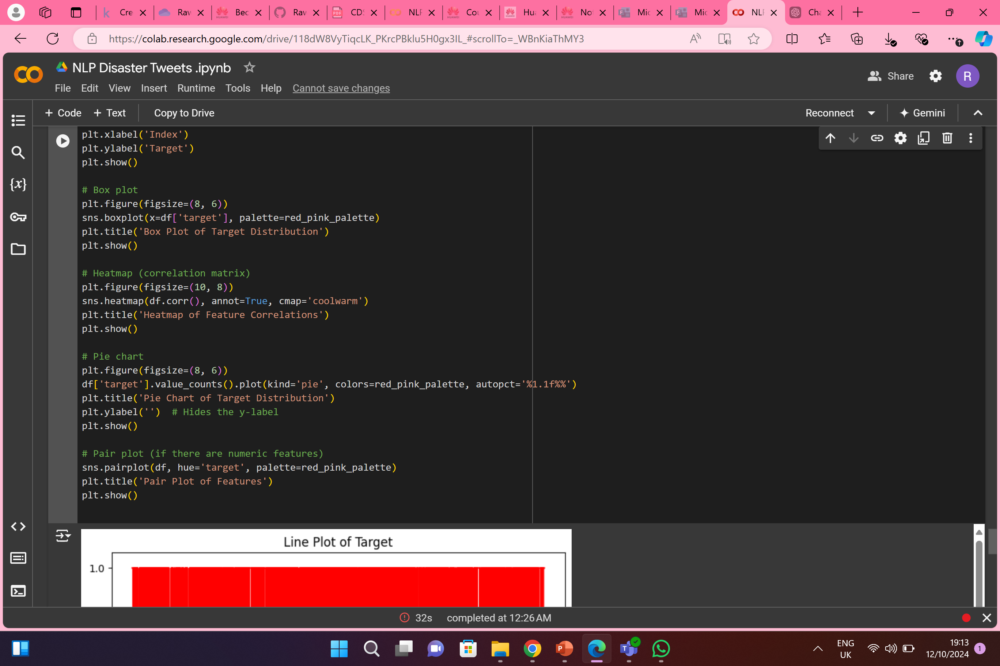 Cre
Rav
Bec
Rav
CDS
NLF
Cou
Hua
No
Mic
Mic
NLF
Cha
https://colab.research.google.com/drive/118dW8VyTiqcLK_PKrcPBklu5H0gx3IL_#scrollTo=_WBnKiaThMY3
NLP Disaster Tweets .ipynb
File Edit View Insert Runtime Tools Help Cannot save changes
Share
R
+ Code + Text Copy to Drive
Reconnect
Gemini
plt.xlabel('Index')
plt.ylabel('Target')
plt.show()
# Box plot
plt.figure(figsize=(8, 6))
sns.boxplot(x=df['target'], palette=red_pink_palette)
plt.title('Box Plot of Target Distribution')
plt.show()
# Heatmap (correlation matrix)
plt.figure(figsize=(10, 8))
sns.heatmap(df.corr(), annot=True, cmap='coolwarm')
plt.title('Heatmap of Feature Correlations')
plt.show()
# Pie chart
plt.figure(figsize=(8, 6))
df['target'].value_counts().plot(kind='pie', colors=red_pink_palette, autopct='%1.1f%%')
plt.title('Pie Chart of Target Distribution')
plt.ylabel('')  # Hides the y-label
plt.show()
# Pair plot (if there are numeric features)
sns.pairplot(df, hue='target', palette=red_pink_palette)
plt.title('Pair Plot of Features')
plt.show()
Line Plot of Target
1.0
32s completed at 12:26 AM
ENG
UK
19:13
12/10/2024
1